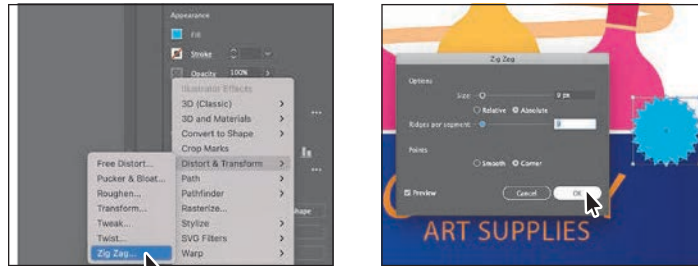 Appearance
Fill
Stroke
Opacity 100%
Illustrator Effects
3D (Classic)
3D and Materials
Convert to Shape
Crop Marks
Distort & Transform
Path
Pathfinder
Rasterize...
Stylize
SVG Filters
Warp
Free Distort...
Pucker & Bloat...
Roughen...
Transform...
Tweak...
Twist...
Zig Zag...
Zig Zag
Options
Size:
9 px
Relative
Absolute
Ridges per segment:
Points
Smooth
Corner
Preview
Cancel
OK
ART SUPPLIES